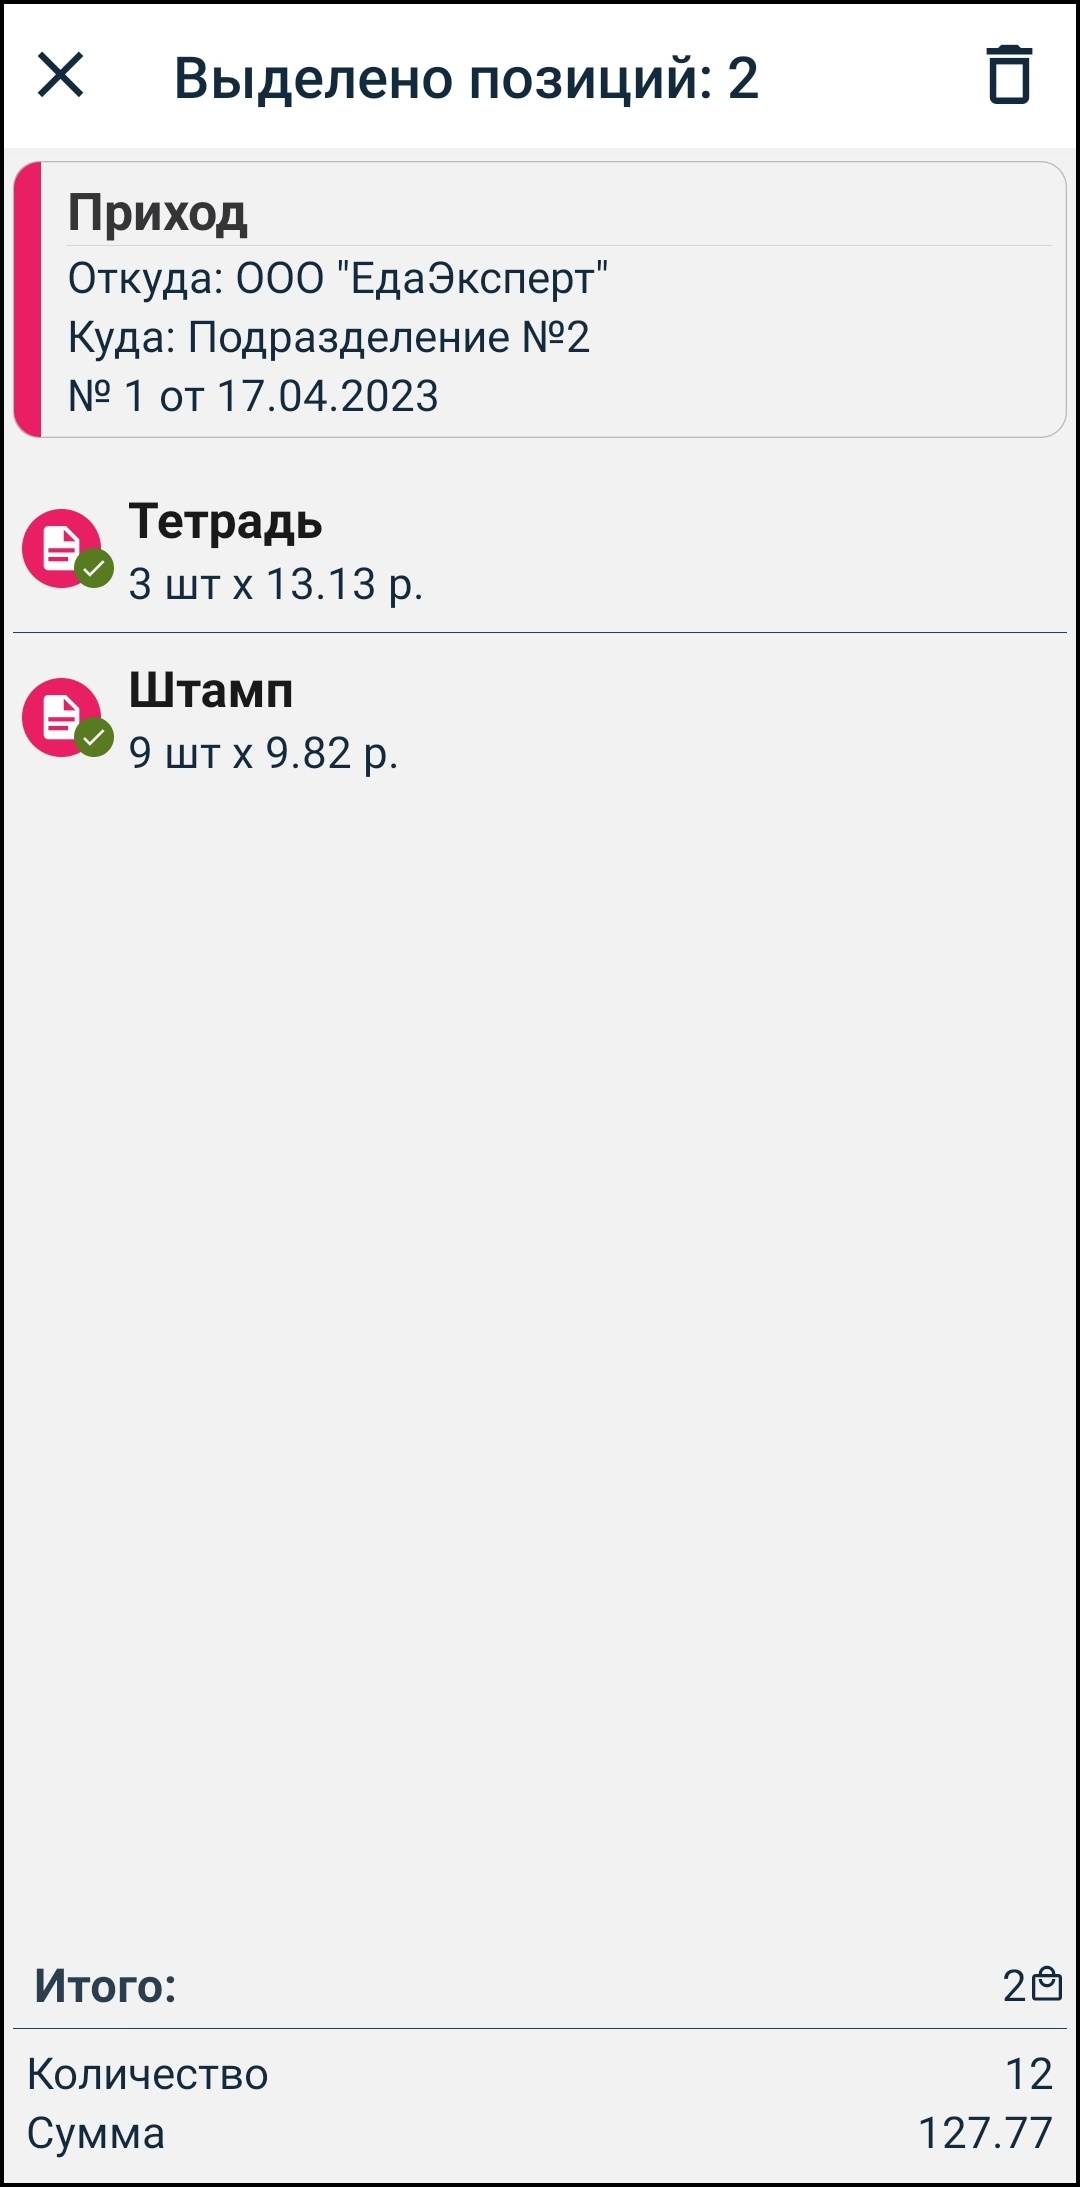 Выделено позиций: 2
Приход
Откуда: ООО "ЕдаЭксперт"
Куда: Подразделение №2
№ 1 от 17.04.2023
Тетрадь
3 шт x 13.13 р.
Штамп
9 шт x 9.82 р.
Итого: 2
Количество 12
Сумма 127.77